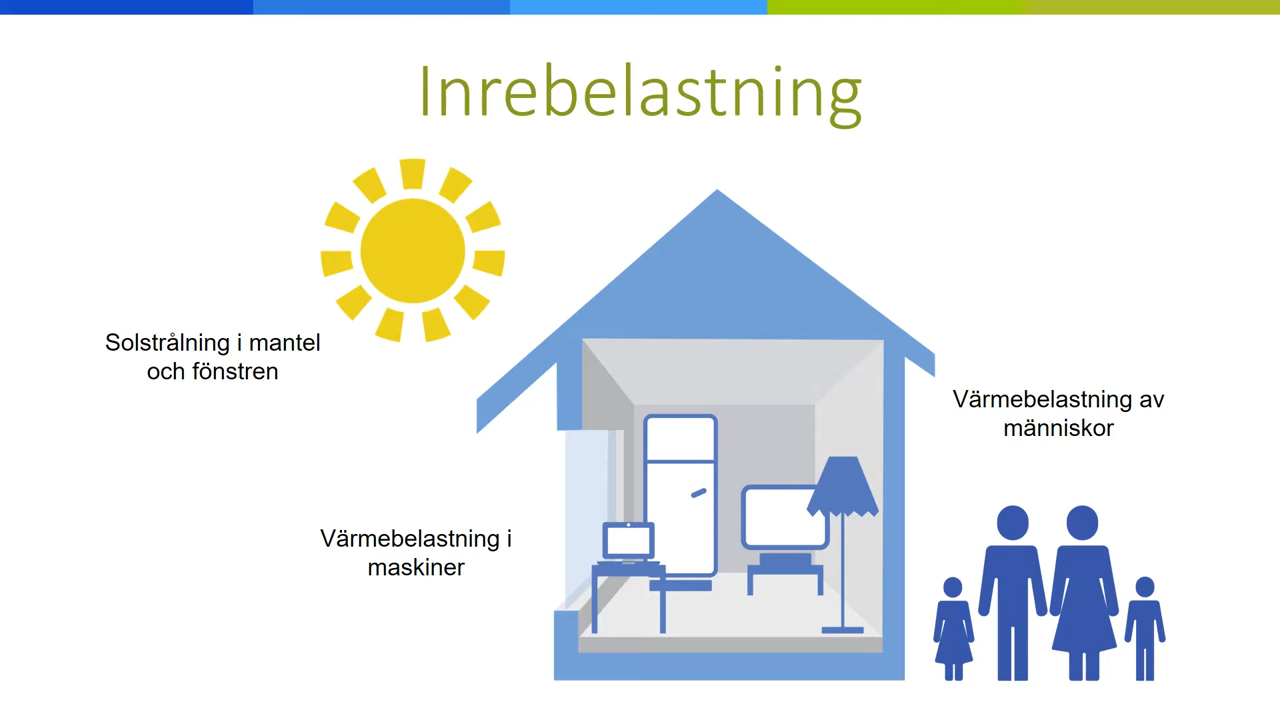 Inrebelastning
Solstrålning i mantel
och fönstren
Värmebelastning av
människor
Värmebelastning i
maskiner